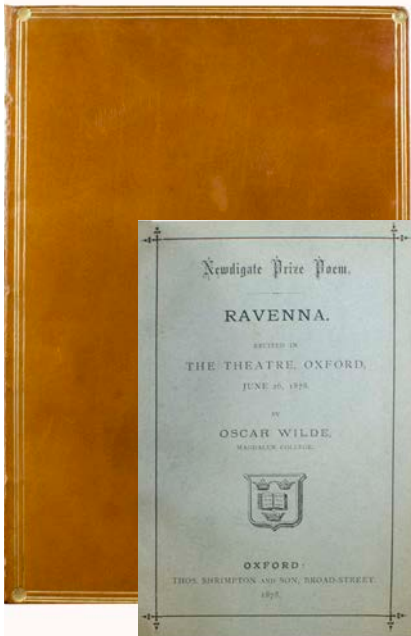 Newdigate Prize Poem.
RAVENNA.
RECITED IN
THE THEATRE, OXFORD,
JUNE 26, 1878.
BY
OSCAR WILDE,
MAGDALEN COLLEGE.
OXFORD:
THOS. SHRIMPTON AND SON, BROAD-STREET.
1878.